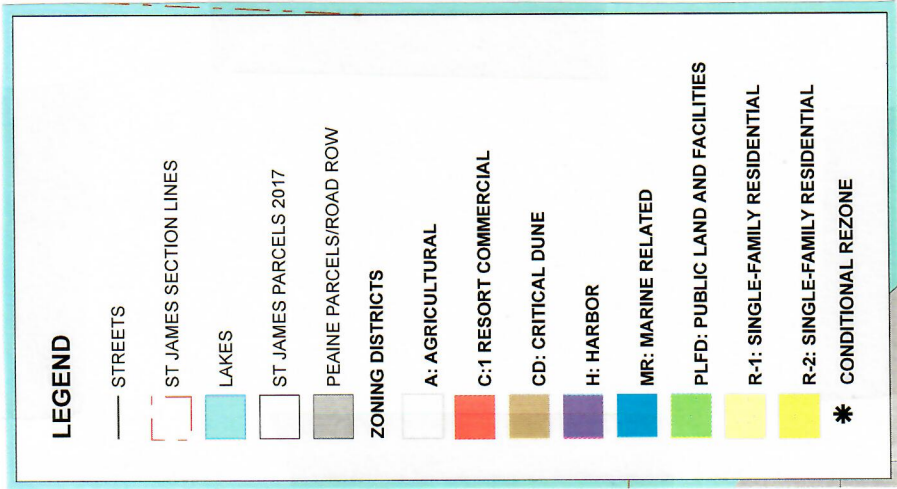 LEGEND
STREETS
ST JAMES SECTION LINES
LAKES
ST JAMES PARCELS 2017
PEAINE PARCELS/ROAD ROW
ZONING DISTRICTS
A: AGRICULTURAL
C:1 RESORT COMMERCIAL
CD: CRITICAL DUNE
H: HARBOR
MR: MARINE RELATED
PLFD: PUBLIC LAND AND FACILITIES
R-1: SINGLE-FAMILY RESIDENTIAL
R-2: SINGLE-FAMILY RESIDENTIAL
* CONDITIONAL REZONE